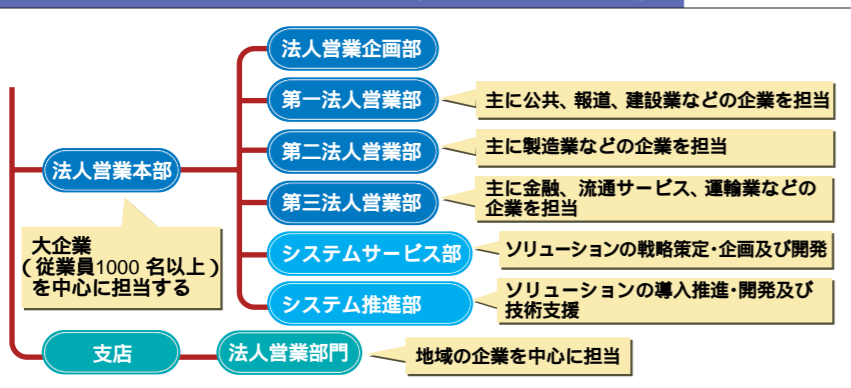 法人営業企画部
第一法人営業部
主に公共、報道、建設業などの企業を担当
第二法人営業部
主に製造業などの企業を担当
法人営業本部
第三法人営業部
主に金融、流通サービス、運輸業などの
企業を担当
大企業
(従業員1000 名以上)
を中心に担当する
システムサービス部
ソリューションの戦略策定・企画及び開発
システム推進部
ソリューションの導入推進・開発及び
技術支援
支店
法人営業部門
地域の企業を中心に担当